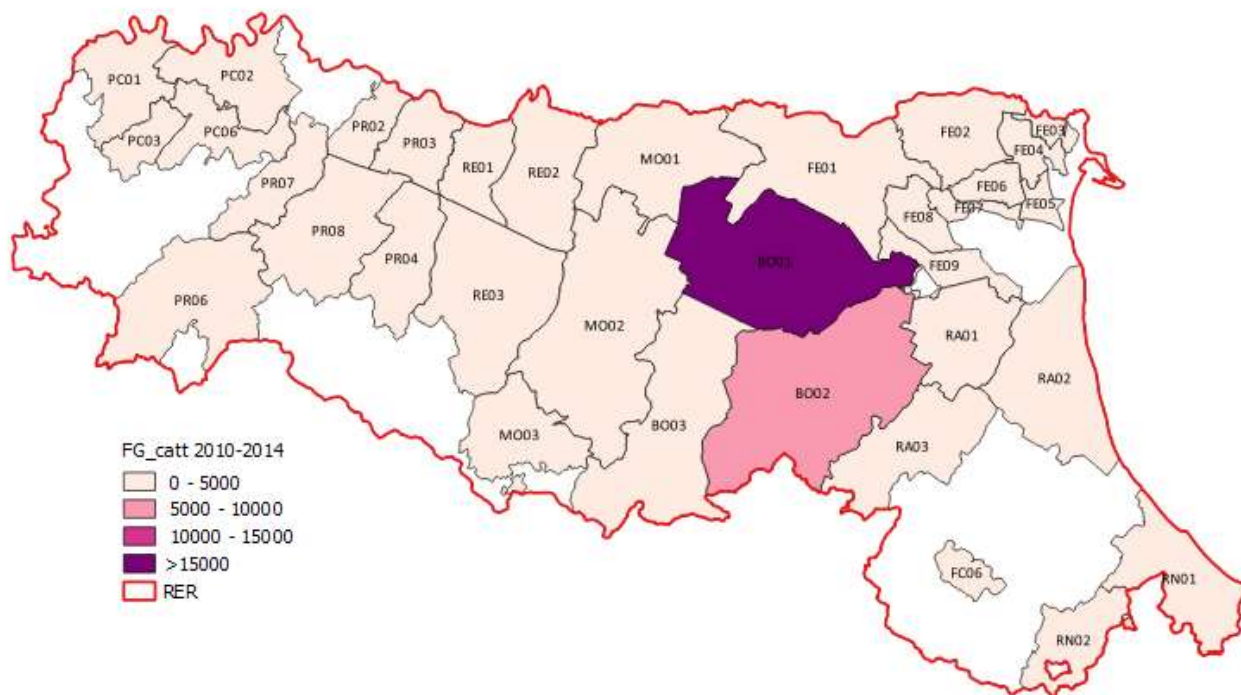 PC01
PC02
PC03
PC06
PR02
PR03
RE01
RE02
MO01
FE01
FE02
FE03
FE04
FE06
FE05
FE07
FE08
FE09
PR07
PR08
PR04
PR06
RE03
MO02
MO03
BO01
BO02
BO03
RA01
RA02
RA03
FC06
RN01
RN02
FG_catt 2010-2014
0 - 5000
5000 - 10000
10000 - 15000
>15000
RER